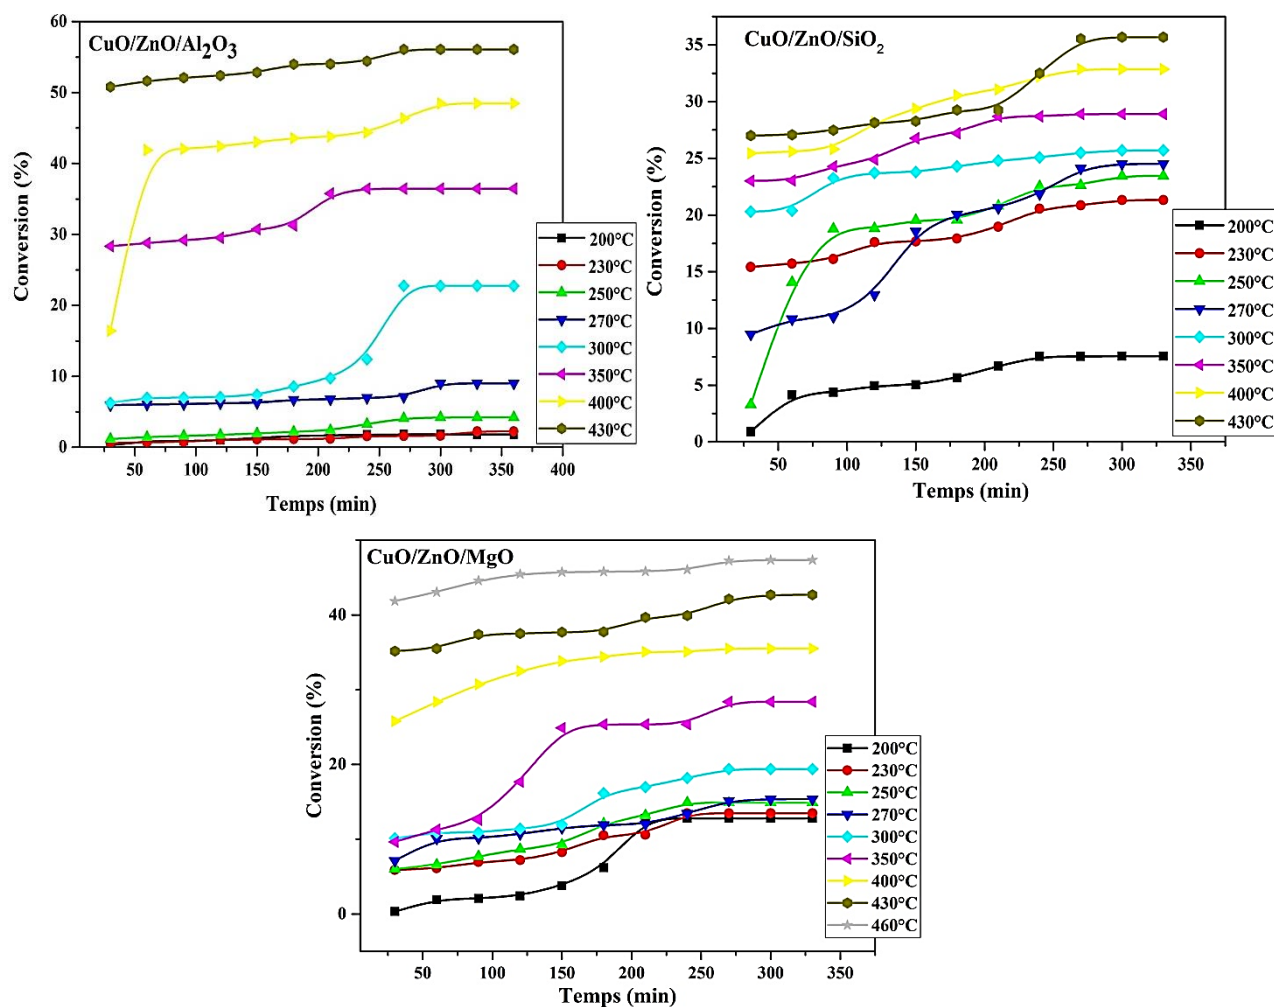 CuO/ZnO/Al₂O₃
Conversion (%)
60
50
40
30
20
10
0
0 50 100 150 200 250 300 350 400
Temps (min)
200°C
230°C
250°C
270°C
300°C
350°C
400°C
430°C
CuO/ZnO/SiO₂
Conversion (%)
35
30
25
20
15
10
5
0
50 100 150 200 250 300 350
Temps (min)
200°C
230°C
250°C
270°C
300°C
350°C
400°C
430°C
CuO/ZnO/MgO
Conversion (%)
40
20
0
50 100 150 200 250 300 350
Temps (min)
200°C
230°C
250°C
270°C
300°C
350°C
400°C
430°C
460°C